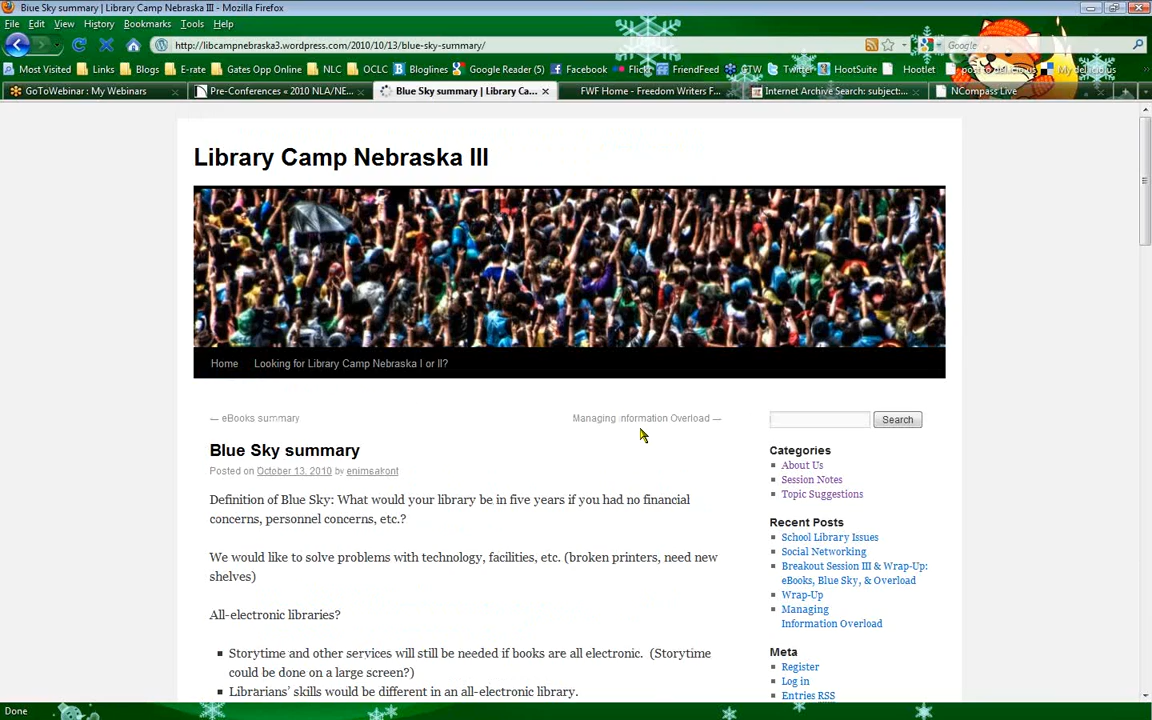 Blue Sky summary | Library Camp Nebraska III - Mozilla Firefox
File Edit View History Bookmarks Tools Help
http://libcampnebraska3.wordpress.com/2010/10/13/blue-sky-summary/
Google
Most Visited Links Blogs E-rate Gates Opp Online NLC OCLC Bloglines Google Reader (5) Facebook Flickr FriendFeed GTW Twitter HootSuite Hootlet post to del.icio.us My delicious
GoToWebinar : My Webinars Pre-Conferences « 2010 NLA/NE... Blue Sky summary | Library Ca... FWF Home - Freedom Writers F... Internet Archive Search: subject:... NCompass Live
Library Camp Nebraska III
Home Looking for Library Camp Nebraska I or II?
← eBooks summary Managing Information Overload →
Search
Blue Sky summary
Posted on October 13, 2010 by
Definition of Blue Sky: What would your library be in five years if you had no financial
concerns, personnel concerns, etc.?
We would like to solve problems with technology, facilities, etc. (broken printers, need new
shelves)
All-electronic libraries?
Storytime and other services will still be needed if books are all electronic. (Storytime
could be done on a large screen?)
Librarians' skills would be different in an all-electronic library.
Categories
About Us
Session Notes
Topic Suggestions
Recent Posts
School Library Issues
Social Networking
Breakout Session III & Wrap-Up:
eBooks, Blue Sky, & Overload
Wrap-Up
Managing
Information Overload
Meta
Register
Log in
Entries RSS
Done